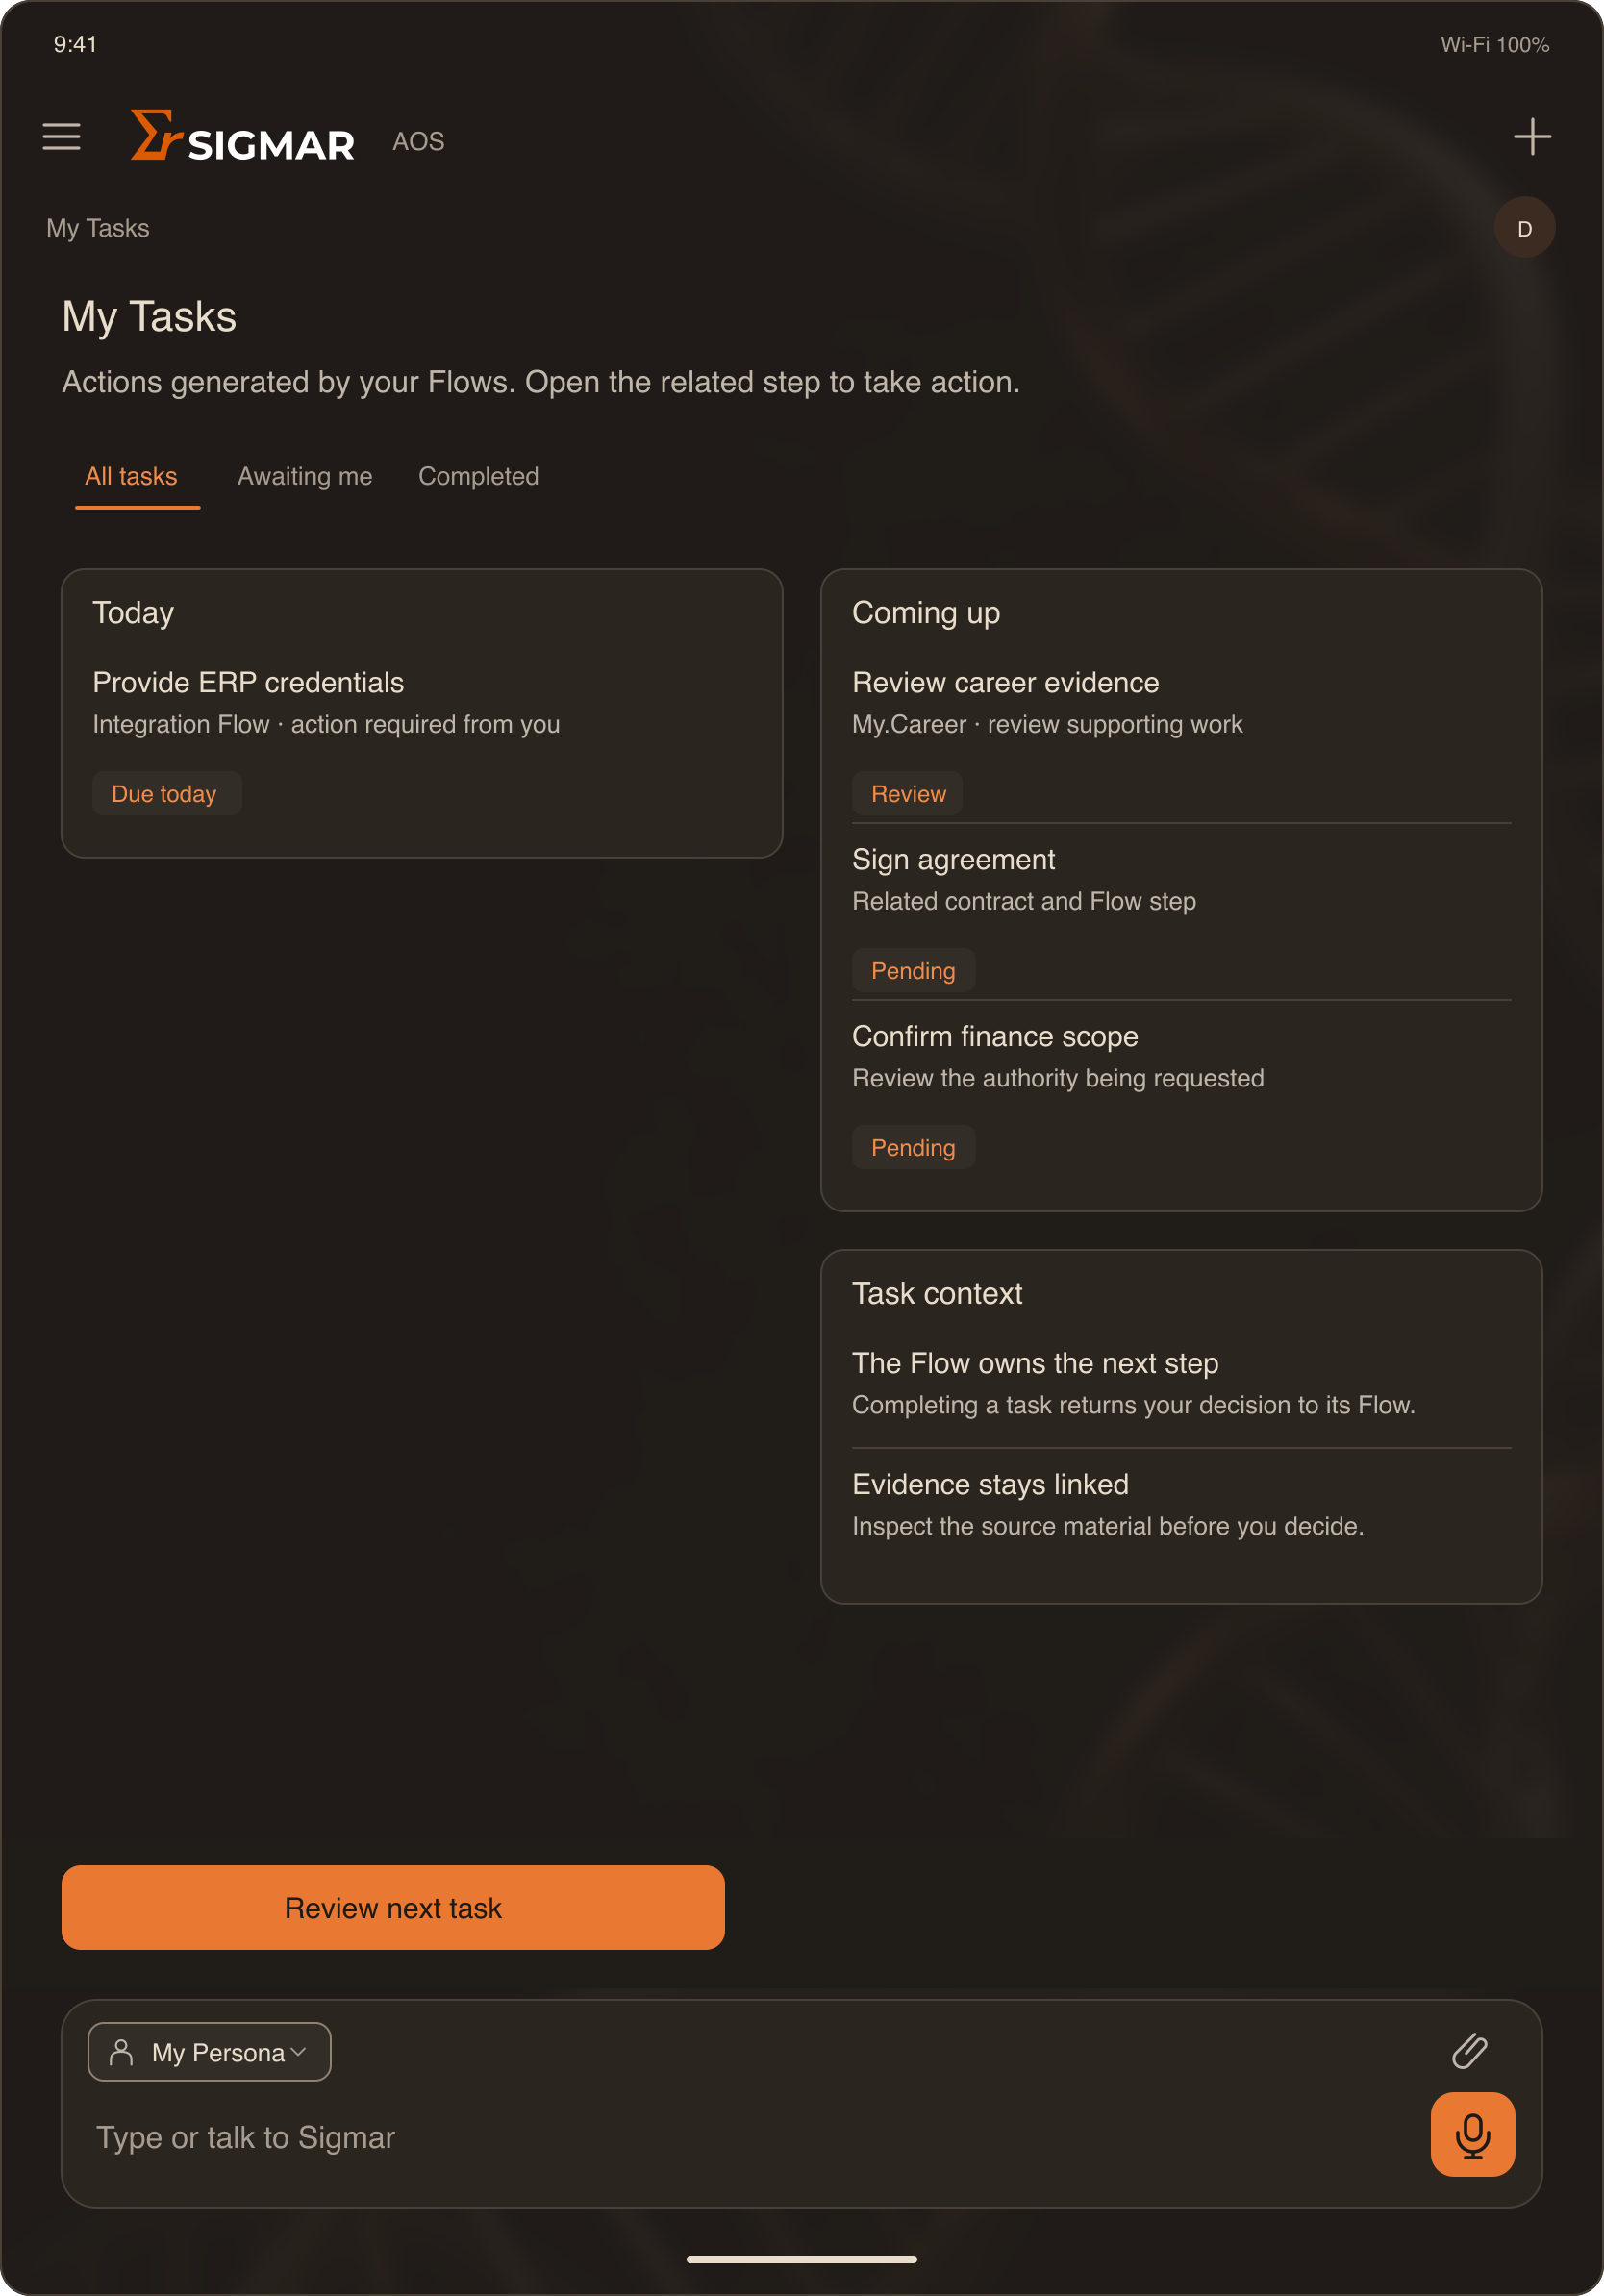 9:41
Wi-Fi 100%
Σr SIGMAR AOS
My Tasks
D
My Tasks
Actions generated by your Flows. Open the related step to take action.
All tasks
Awaiting me
Completed
Today
Provide ERP credentials
Integration Flow · action required from you
Due today
Coming up
Review career evidence
My.Career · review supporting work
Review
Sign agreement
Related contract and Flow step
Pending
Confirm finance scope
Review the authority being requested
Pending
Task context
The Flow owns the next step
Completing a task returns your decision to its Flow.
Evidence stays linked
Inspect the source material before you decide.
Review next task
My Persona
Type or talk to Sigmar